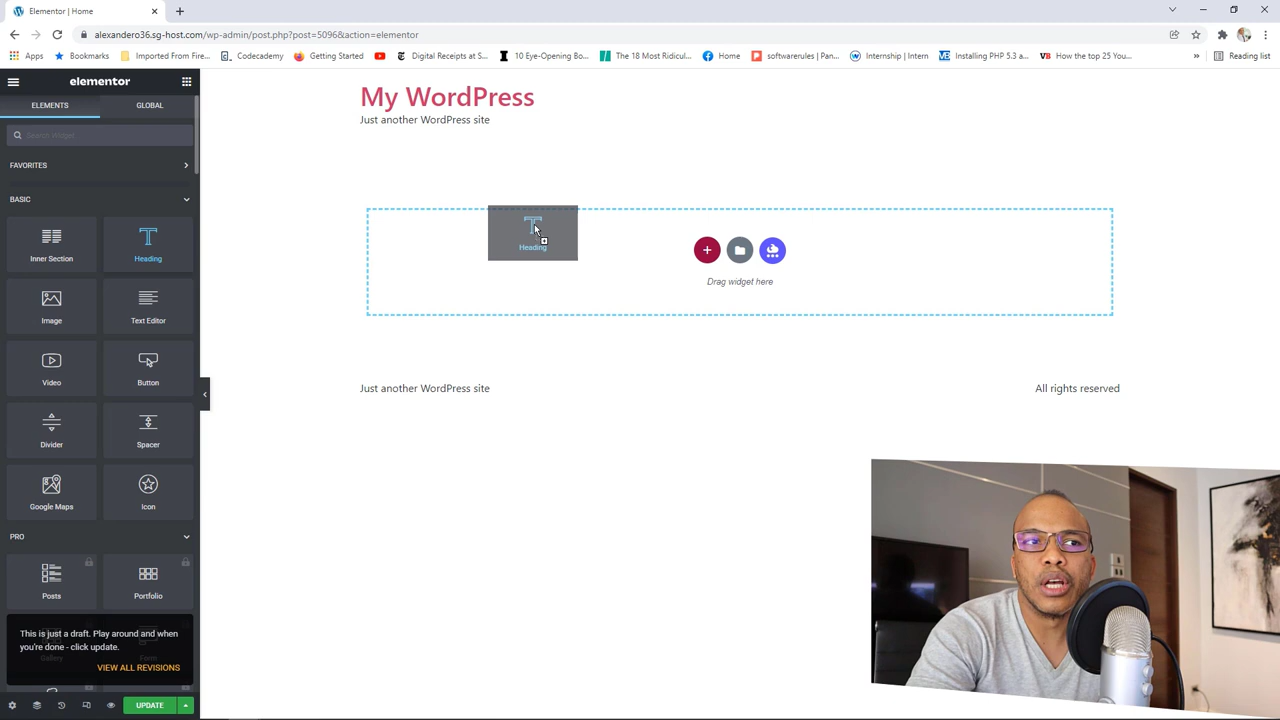 Elementor | Home
alexandero36.sg-host.com/wp-admin/post.php?post=5096&action=elementor
Apps
Bookmarks
Imported From Fire...
Codecademy
Getting Started
Digital Receipts at S...
10 Eye-Opening Bo...
The 18 Most Ridicul...
Home
softwarerules | Pan...
Internship | Intern
Installing PHP 5.3 a...
How the top 25 You...
»
Reading list
elementor
ELEMENTS
GLOBAL
Search Widget...
FAVORITES
BASIC
Inner Section
Heading
Image
Text Editor
Video
Button
Divider
Spacer
Google Maps
Icon
PRO
Posts
Portfolio
Gallery
Form
This is just a draft. Play around and when
you're done - click update.
VIEW ALL REVISIONS
UPDATE
My WordPress
Just another WordPress site
Heading
Drag widget here
Just another WordPress site
All rights reserved